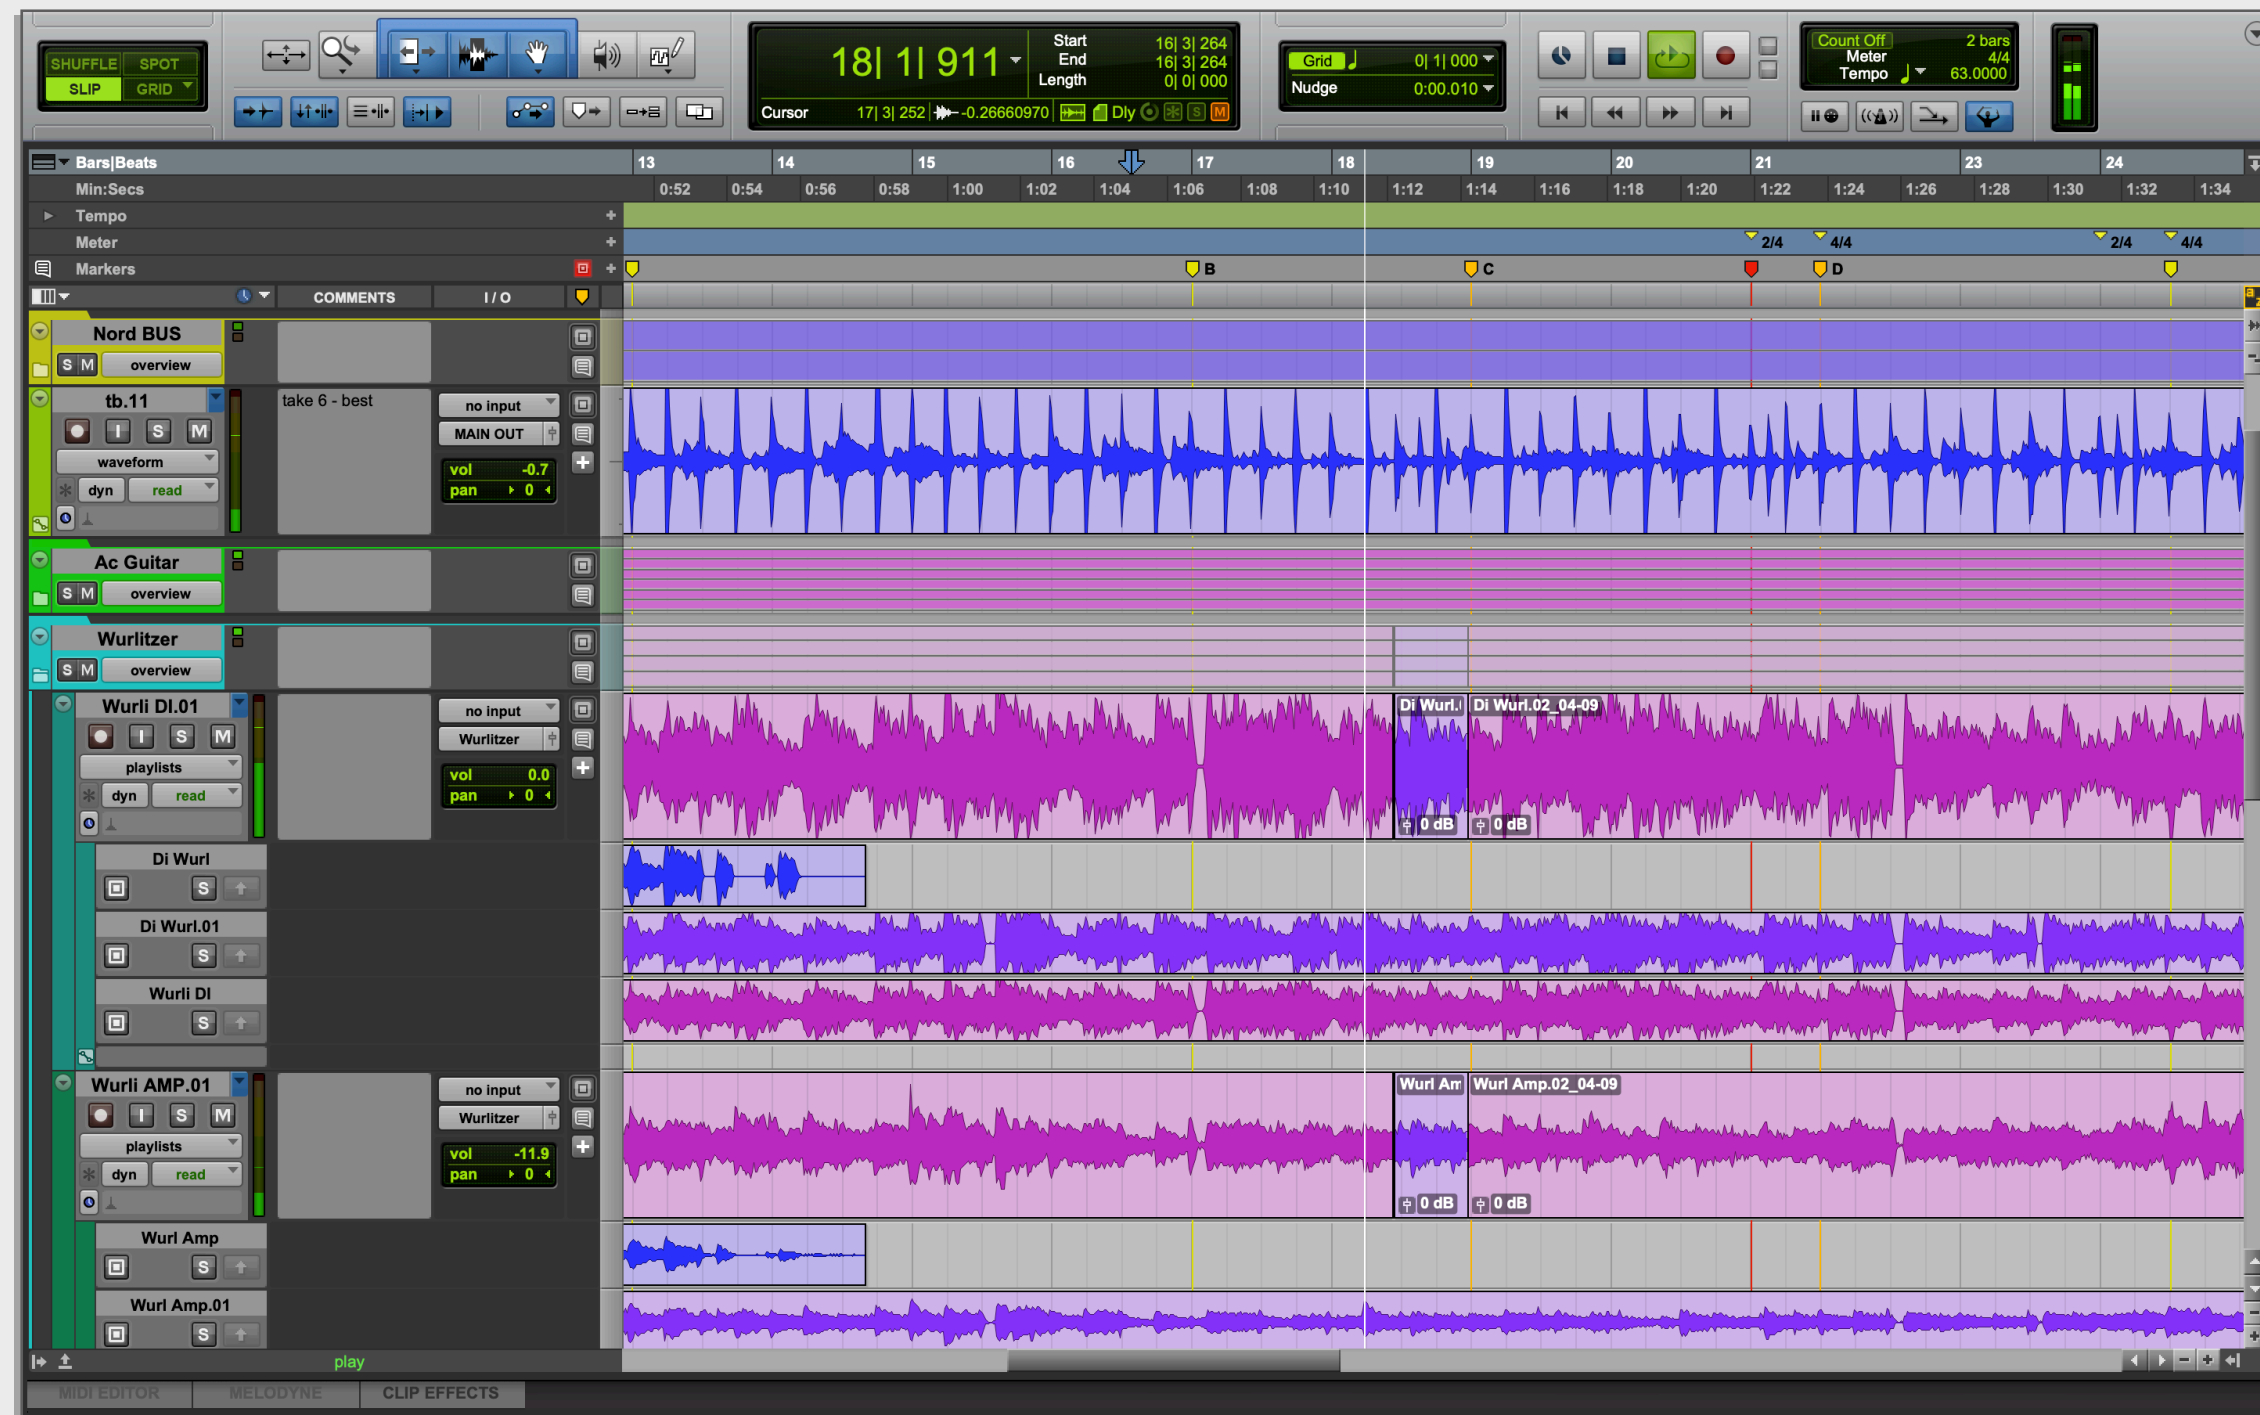 SHUFFLE SPOT
SLIP GRID
18| 1| 911
Start 16| 3| 264
End 16| 3| 264
Length 0| 0| 000
Cursor 17| 3| 252 -0.26660970 Dly S M
Grid 0| 1| 000
Nudge 0:00.010
Count Off 2 bars
Meter 4/4
Tempo 63.0000
Bars|Beats 13 14 15 16 17 18 19 20 21 23 24
Min:Secs 0:52 0:54 0:56 0:58 1:00 1:02 1:04 1:06 1:08 1:10 1:12 1:14 1:16 1:18 1:20 1:22 1:24 1:26 1:28 1:30 1:32 1:34
Tempo
Meter 2/4 4/4 2/4 4/4
Markers B C D
COMMENTS I / O
a z
Nord BUS
S M overview
tb.11 take 6 - best no input
I S M MAIN OUT
waveform vol -0.7
dyn read pan 0
Ac Guitar
S M overview
Wurlitzer
S M overview
Wurli DI.01 no input Di Wurl. Di Wurl.02_04-09
I S M Wurlitzer
playlists vol 0.0
dyn read pan 0
0 dB 0 dB
Di Wurl
S
Di Wurl.01
S
Wurli DI
S
Wurli AMP.01 no input Wurl Am Wurl Amp.02_04-09
I S M Wurlitzer
playlists vol -11.9
dyn read pan 0
0 dB 0 dB
Wurl Amp
S
Wurl Amp.01
S
play
MIDI EDITOR MELODYNE CLIP EFFECTS